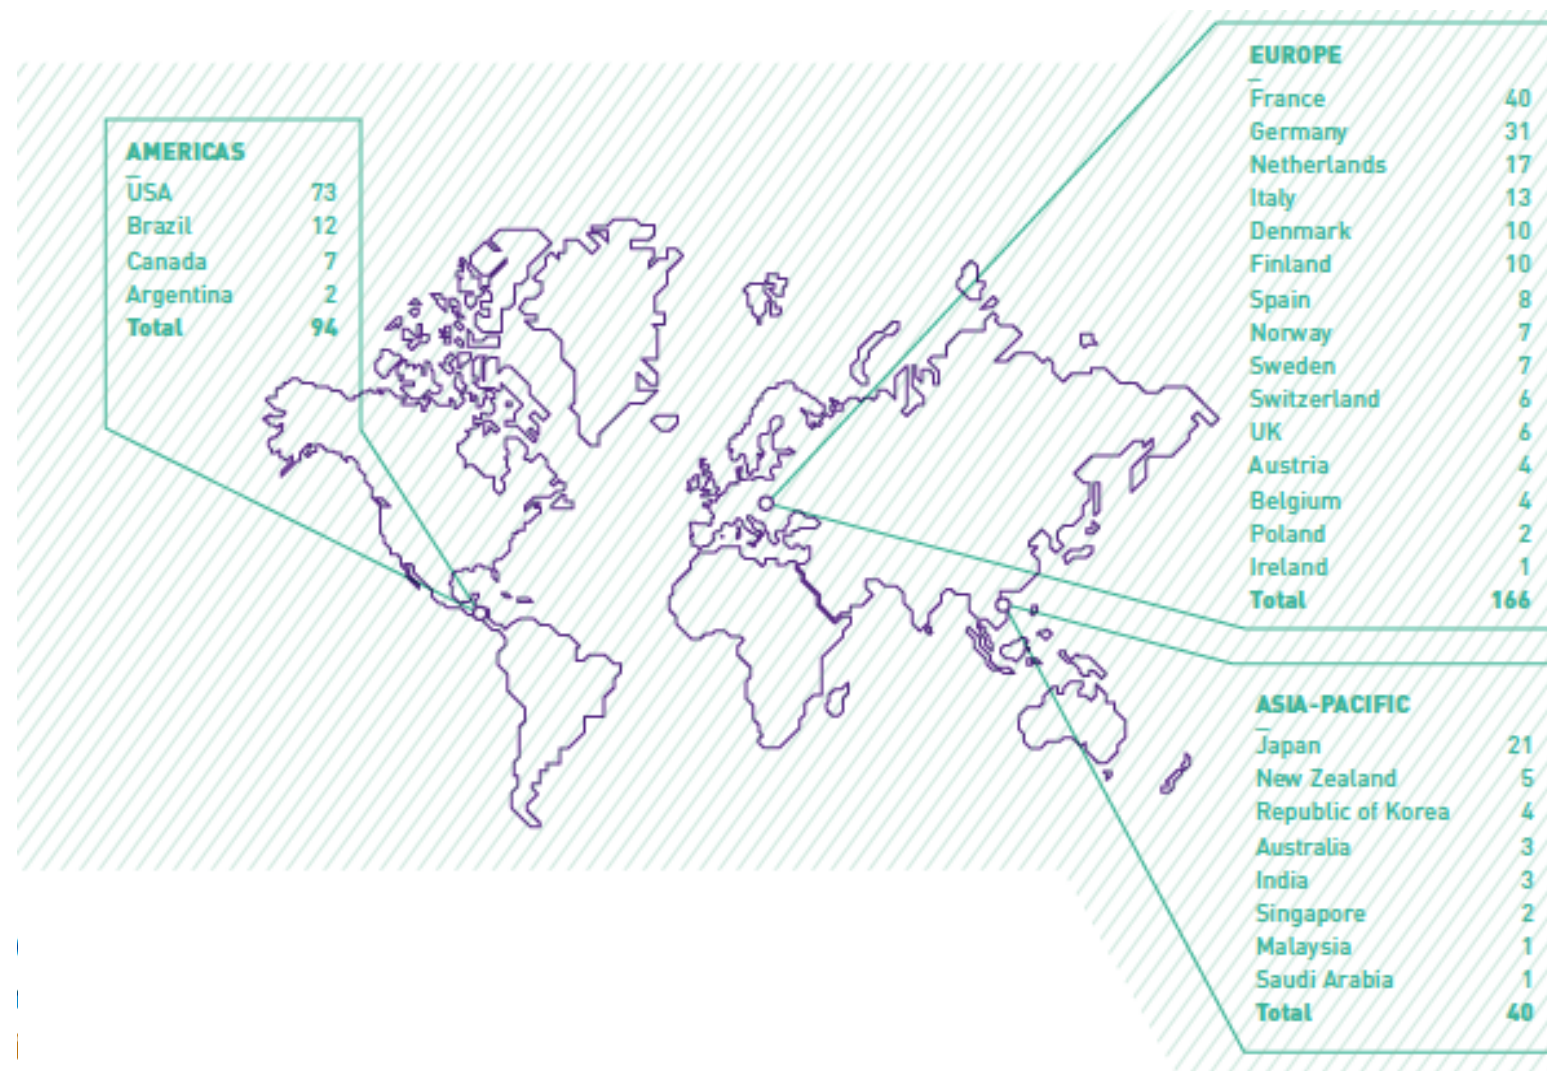 AMERICAS
USA 73
Brazil 12
Canada 7
Argentina 2
Total 94
EUROPE
France 40
Germany 31
Netherlands 17
Italy 13
Denmark 10
Finland 10
Spain 8
Norway 7
Sweden 7
Switzerland 6
UK 6
Austria 4
Belgium 4
Poland 2
Ireland 1
Total 166
ASIA-PACIFIC
Japan 21
New Zealand 5
Republic of Korea 4
Australia 3
India 3
Singapore 2
Malaysia 1
Saudi Arabia 1
Total 40